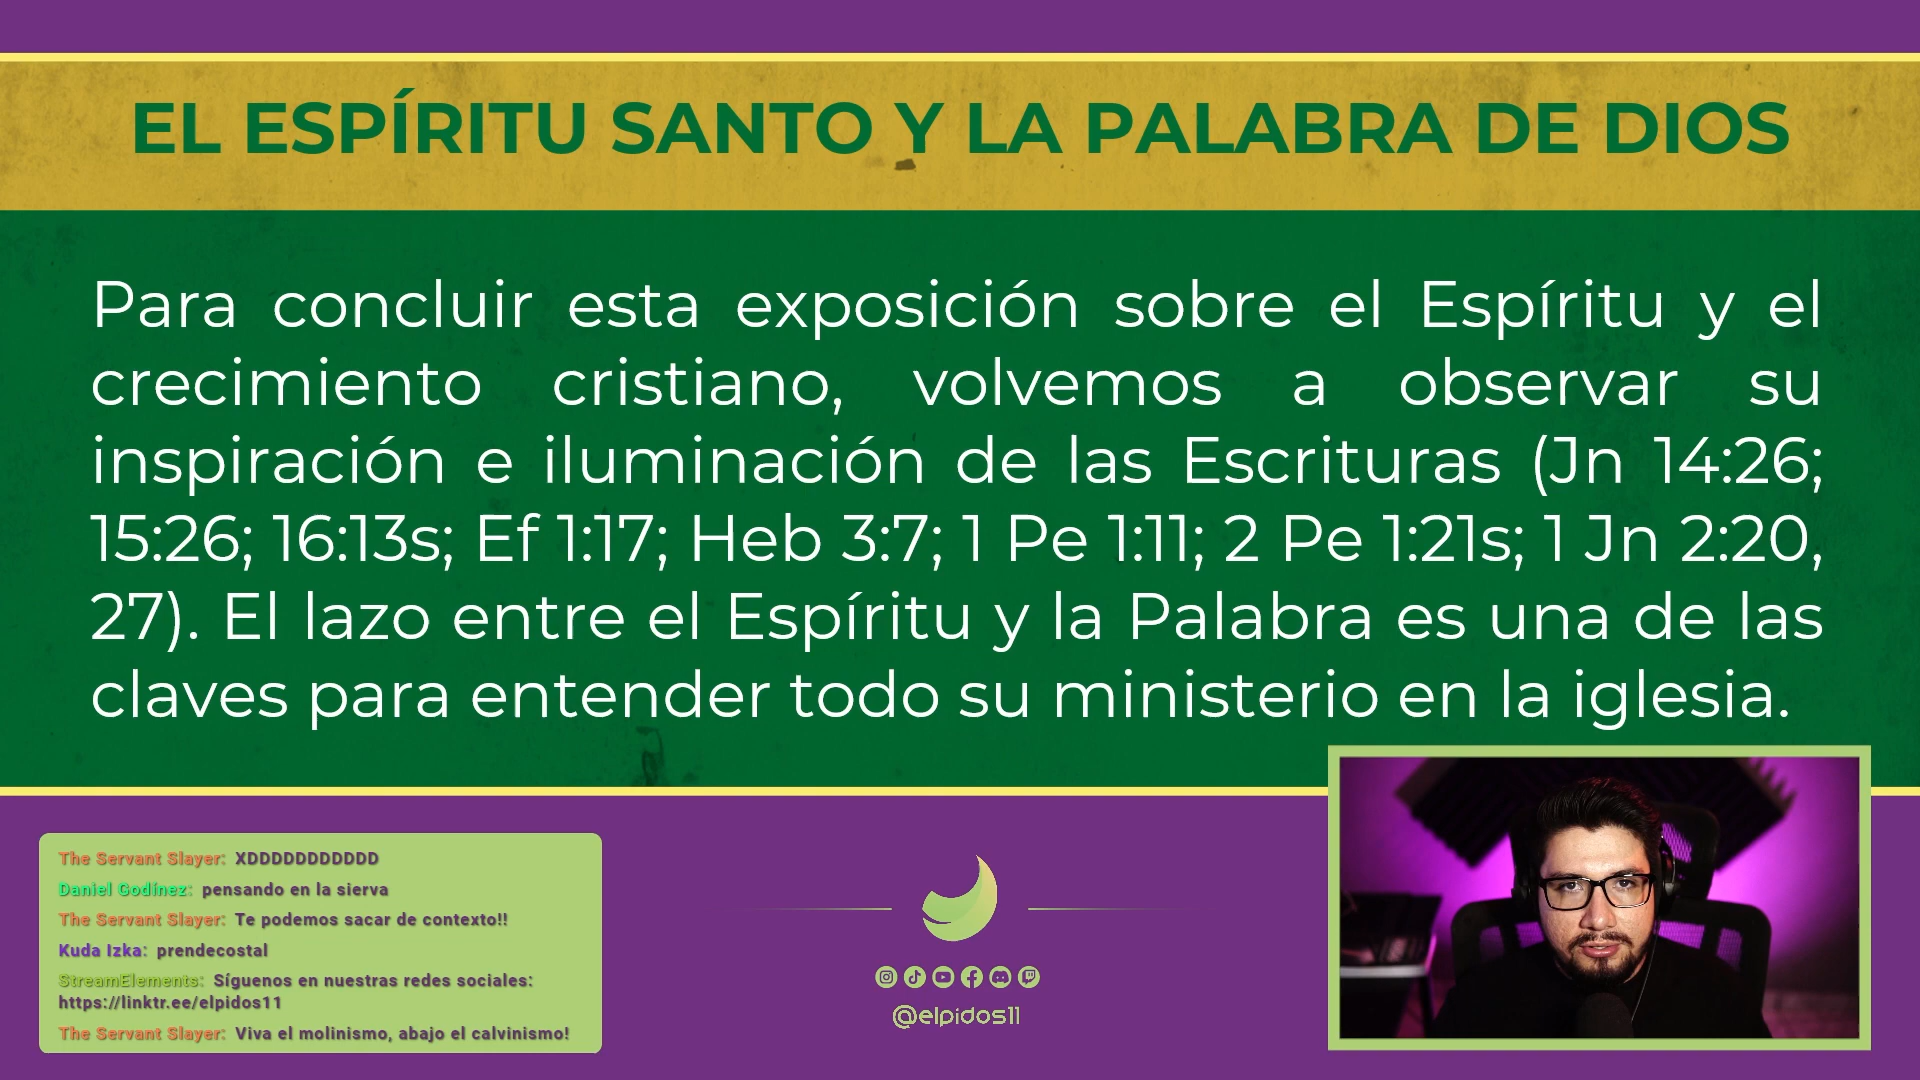 EL ESPÍRITU SANTO Y LA PALABRA DE DIOS
Para concluir esta exposición sobre el Espíritu y el
crecimiento cristiano, volvemos a observar su
inspiración e iluminación de las Escrituras (Jn 14:26;
15:26; 16:13s; Ef 1:17; Heb 3:7; 1 Pe 1:11; 2 Pe 1:21s; 1 Jn 2:20,
27). El lazo entre el Espíritu y la Palabra es una de las
claves para entender todo su ministerio en la iglesia.
The Servant Slayer: XDDDDDDDDDDDD
Daniel Godínez: pensando en la sierva
The Servant Slayer: Te podemos sacar de contexto!!
Kuda Izka: prendecostal
StreamElements: Síguenos en nuestras redes sociales:
https://linktr.ee/elpidos11
The Servant Slayer: Viva el molinismo, abajo el calvinismo!
@elpidos11